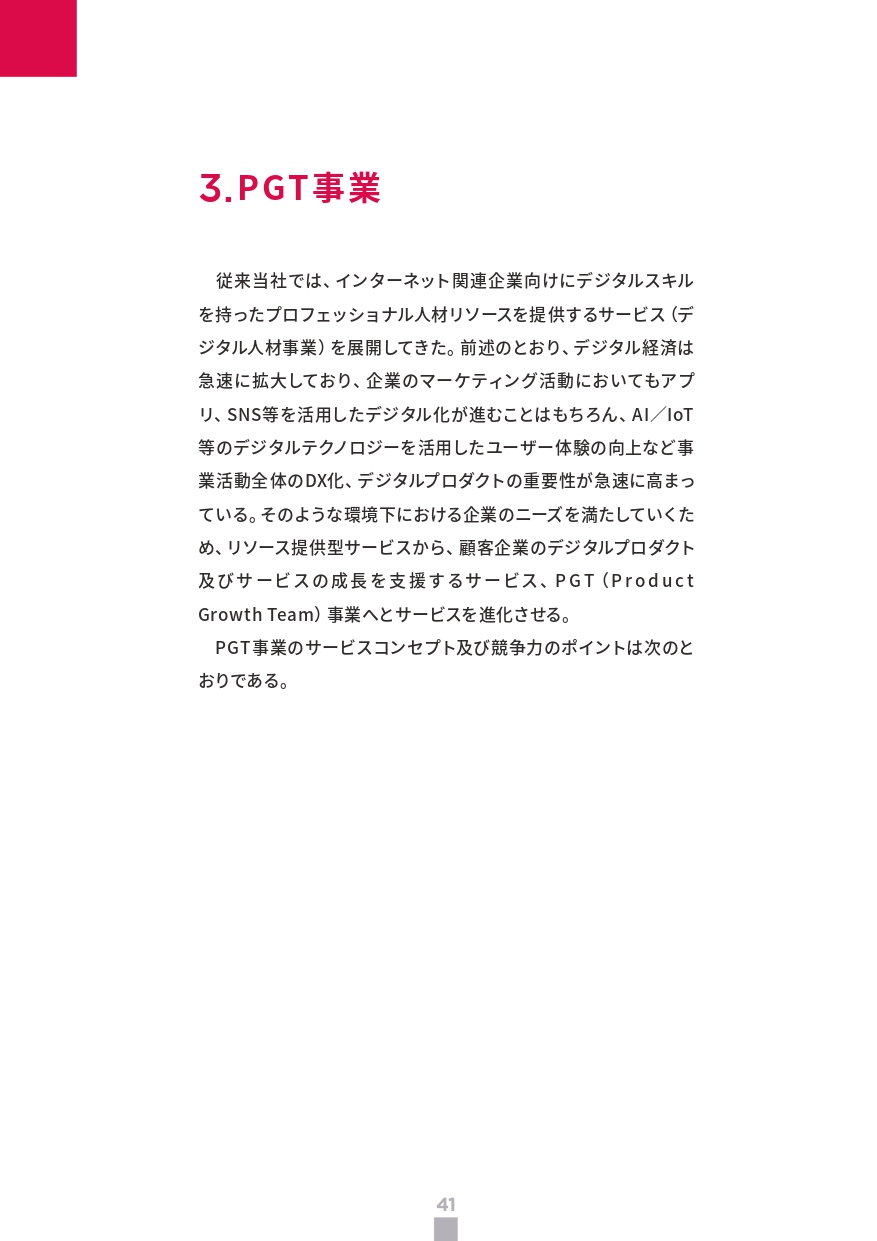 3.PGT事業
　従来当社では、インターネット関連企業向けにデジタルスキル
を持ったプロフェッショナル人材リソースを提供するサービス（デ
ジタル人材事業）を展開してきた。前述のとおり、デジタル経済は
急速に拡大しており、企業のマーケティング活動においてもアプ
リ、SNS等を活用したデジタル化が進むことはもちろん、AI／IoT
等のデジタルテクノロジーを活用したユーザー体験の向上など事
業活動全体のDX化、デジタルプロダクトの重要性が急速に高まっ
ている。そのような環境下における企業のニーズを満たしていくた
め、リソース提供型サービスから、顧客企業のデジタルプロダクト
及びサービスの成長を支援するサービス、PGT（Product
Growth Team）事業へとサービスを進化させる。
　PGT事業のサービスコンセプト及び競争力のポイントは次のと
おりである。
41